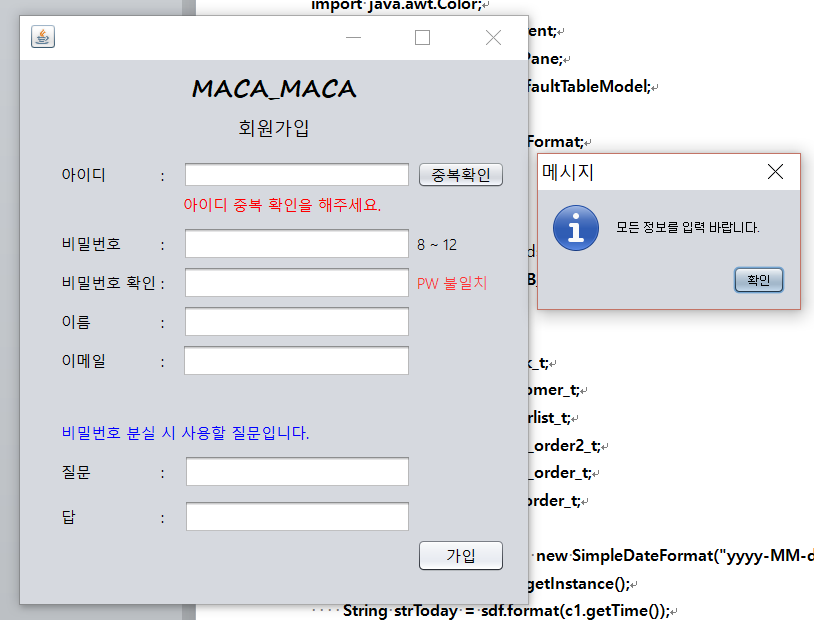 import java.awt.Color;
ent;
Pane;
faultTableModel;
Format;
MACA_MACA
회원가입
아이디 : 중복확인
아이디 중복 확인을 해주세요.
비밀번호 : 8 ~ 12
비밀번호 확인 : PW 불일치
이름 :
이메일 :
비밀번호 분실 시 사용할 질문입니다.
질문 :
답 :
가입
메시지
모든 정보를 입력 바랍니다.
확인
_t;
omer_t;
rlist_t;
_order2_t;
_order_t;
order_t;
new SimpleDateFormat("yyyy-MM-d
getInstance();
String strToday = sdf.format(c1.getTime());